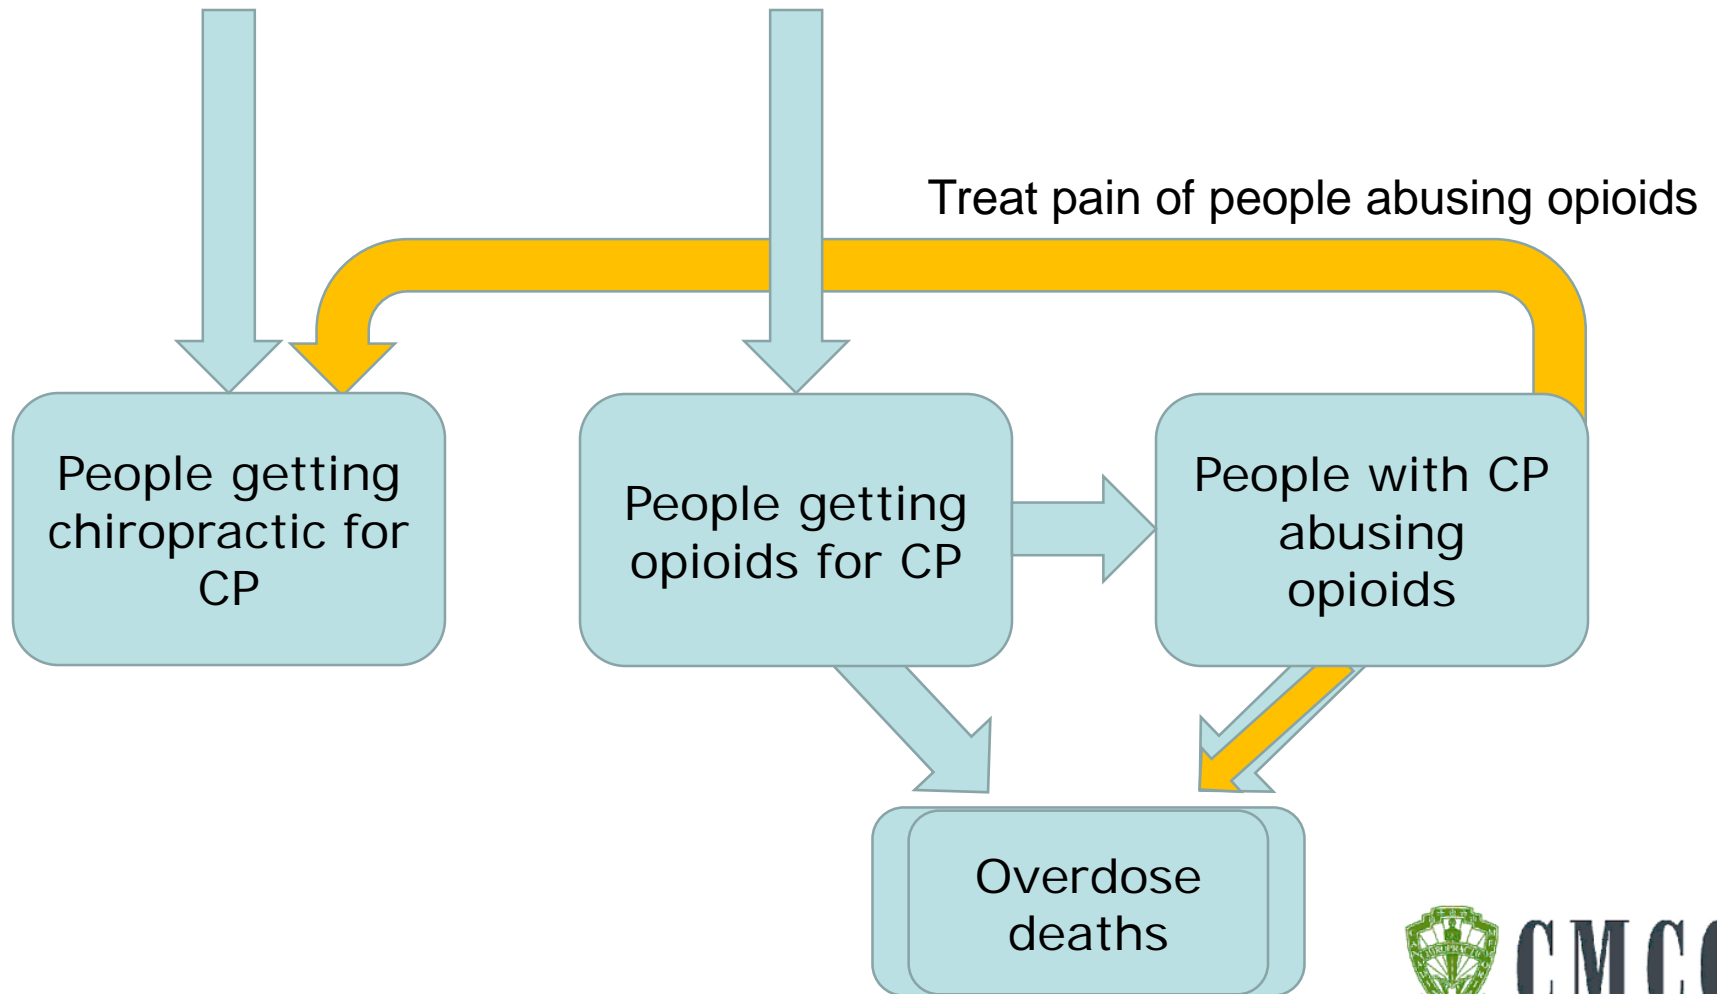 Treat pain of people abusing opioids
People getting
chiropractic for
CP
People getting
opioids for CP
People with CP
abusing
opioids
Overdose
deaths
CMCC